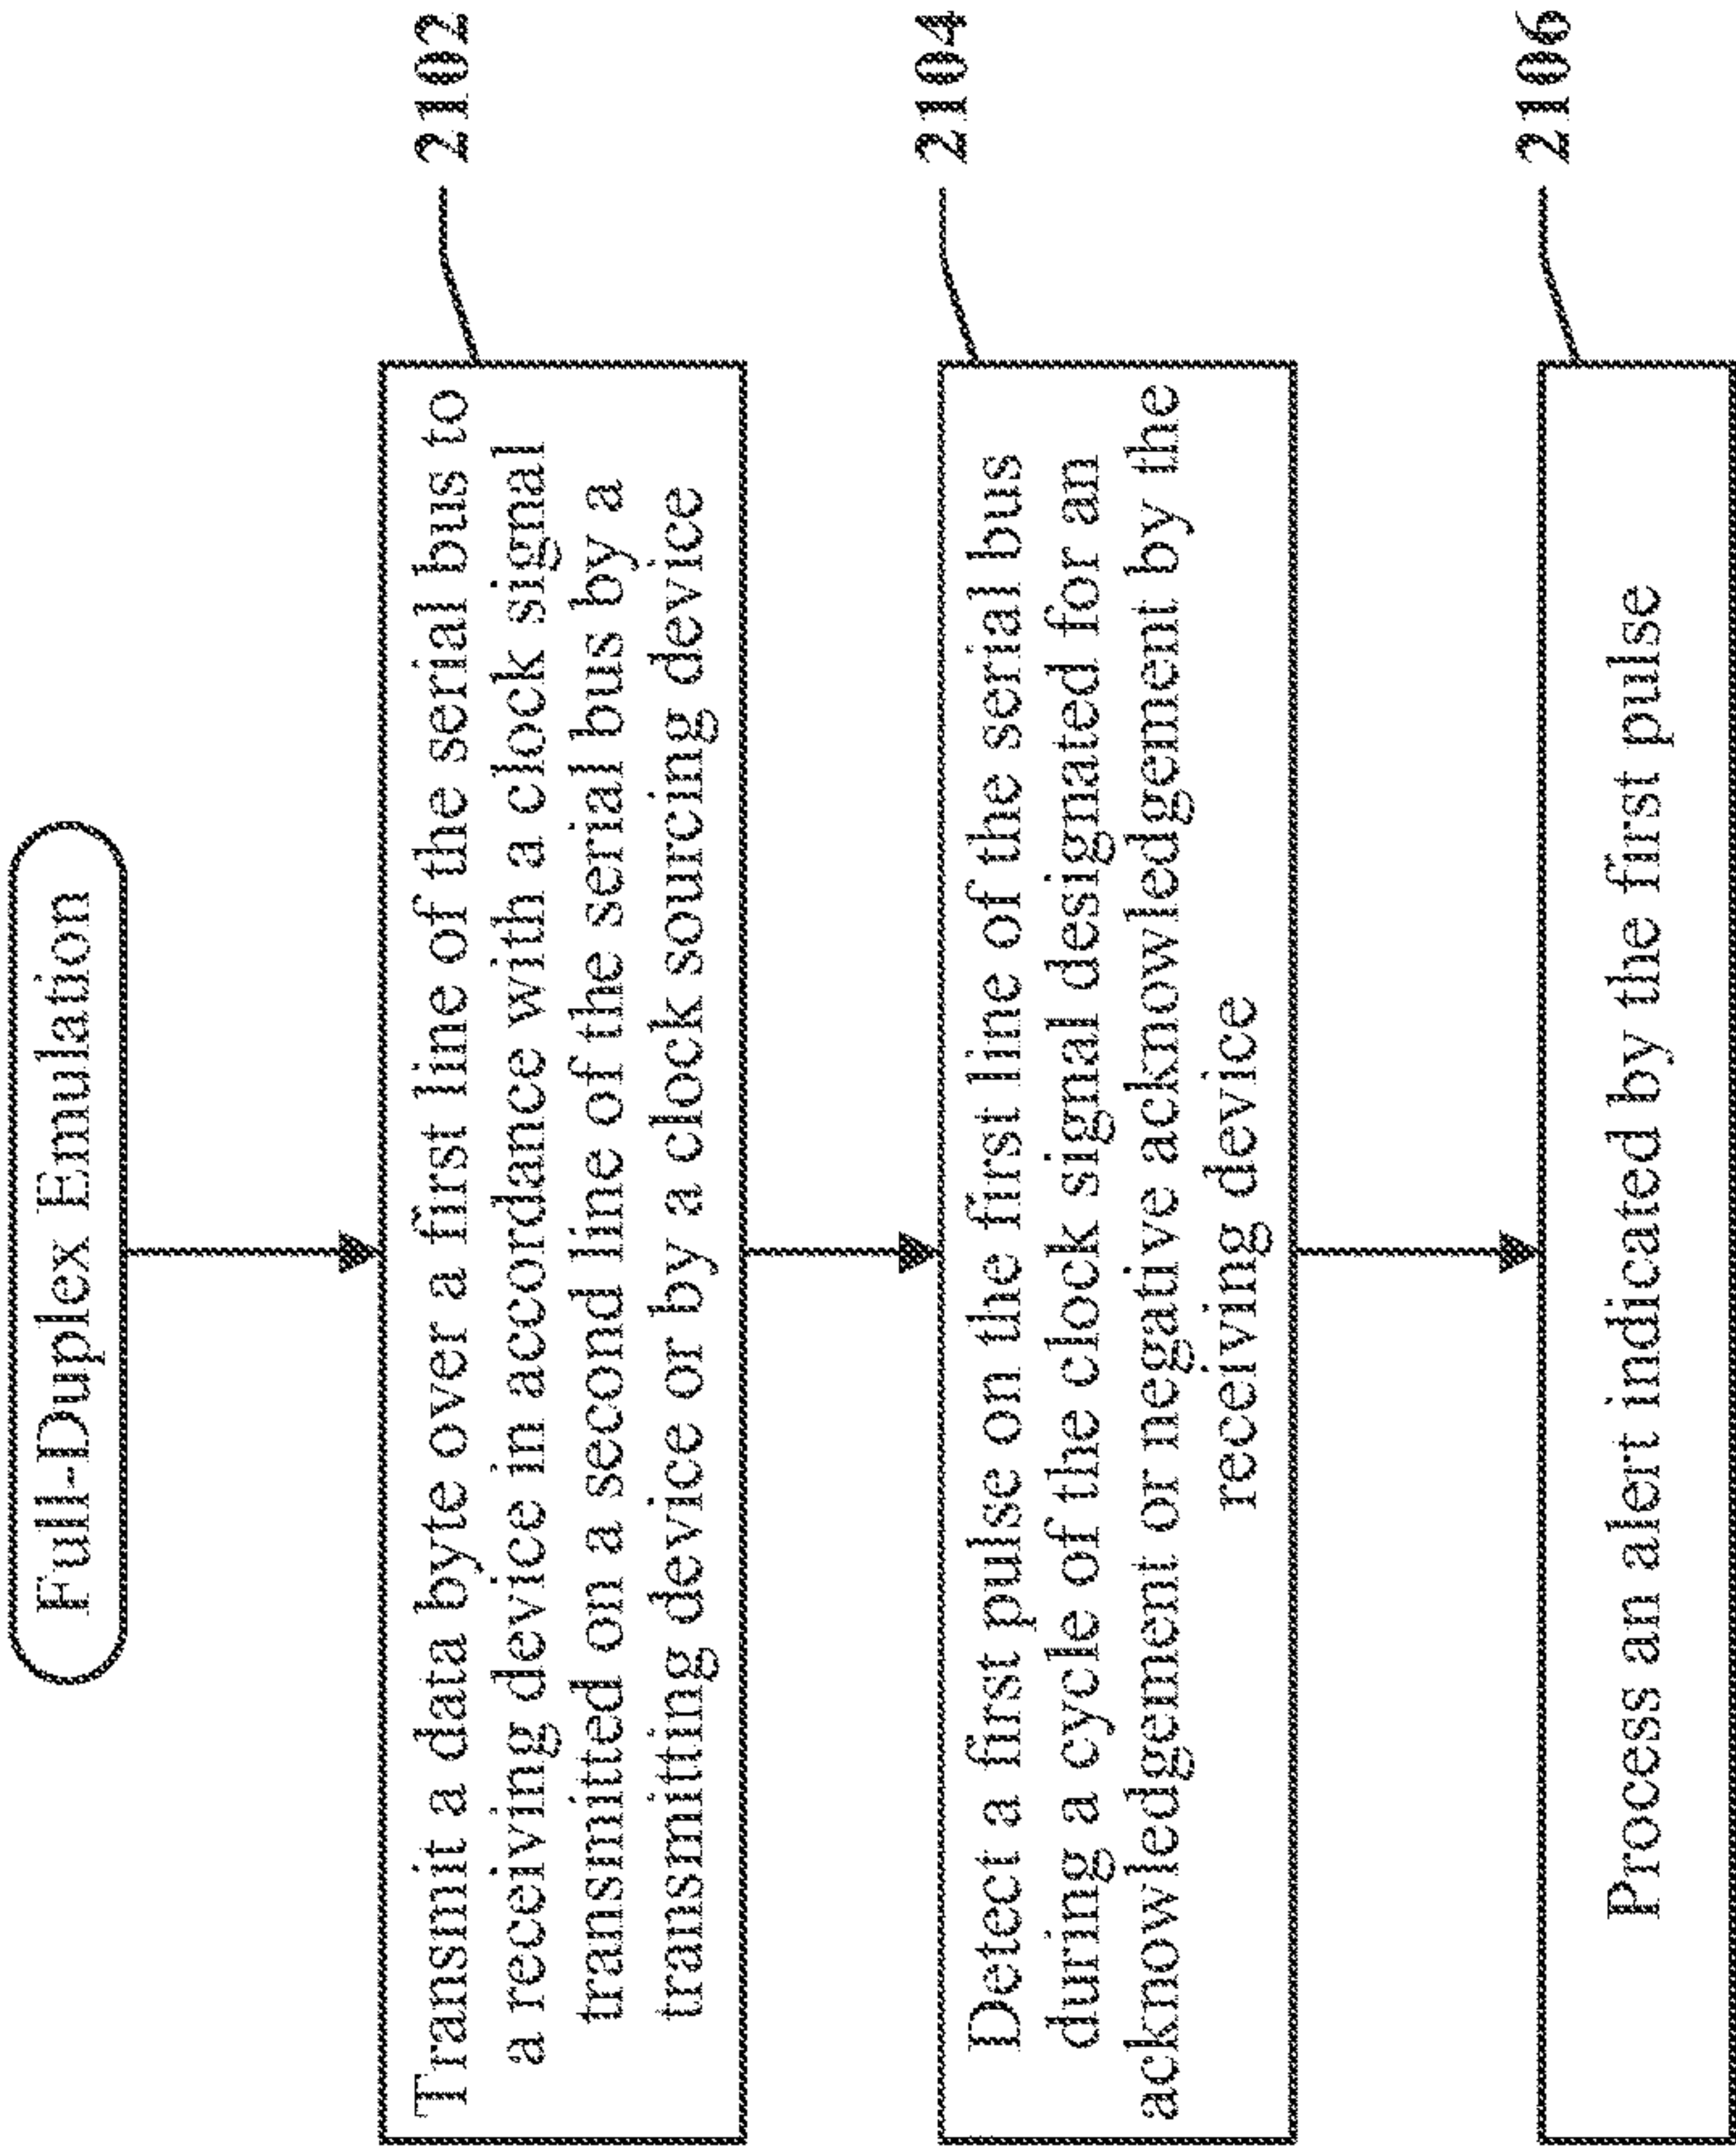 Full-Duplex Emulation
2102
Transmit a data byte over a first line of the serial bus to
a receiving device in accordance with a clock signal
transmitted on a second line of the serial bus by a
transmitting device or by a clock sourcing device
2104
Detect a first pulse on the first line of the serial bus
during a cycle of the clock signal designated for an
acknowledgement or negative acknowledgement by the
receiving device
2106
Process an alert indicated by the first pulse